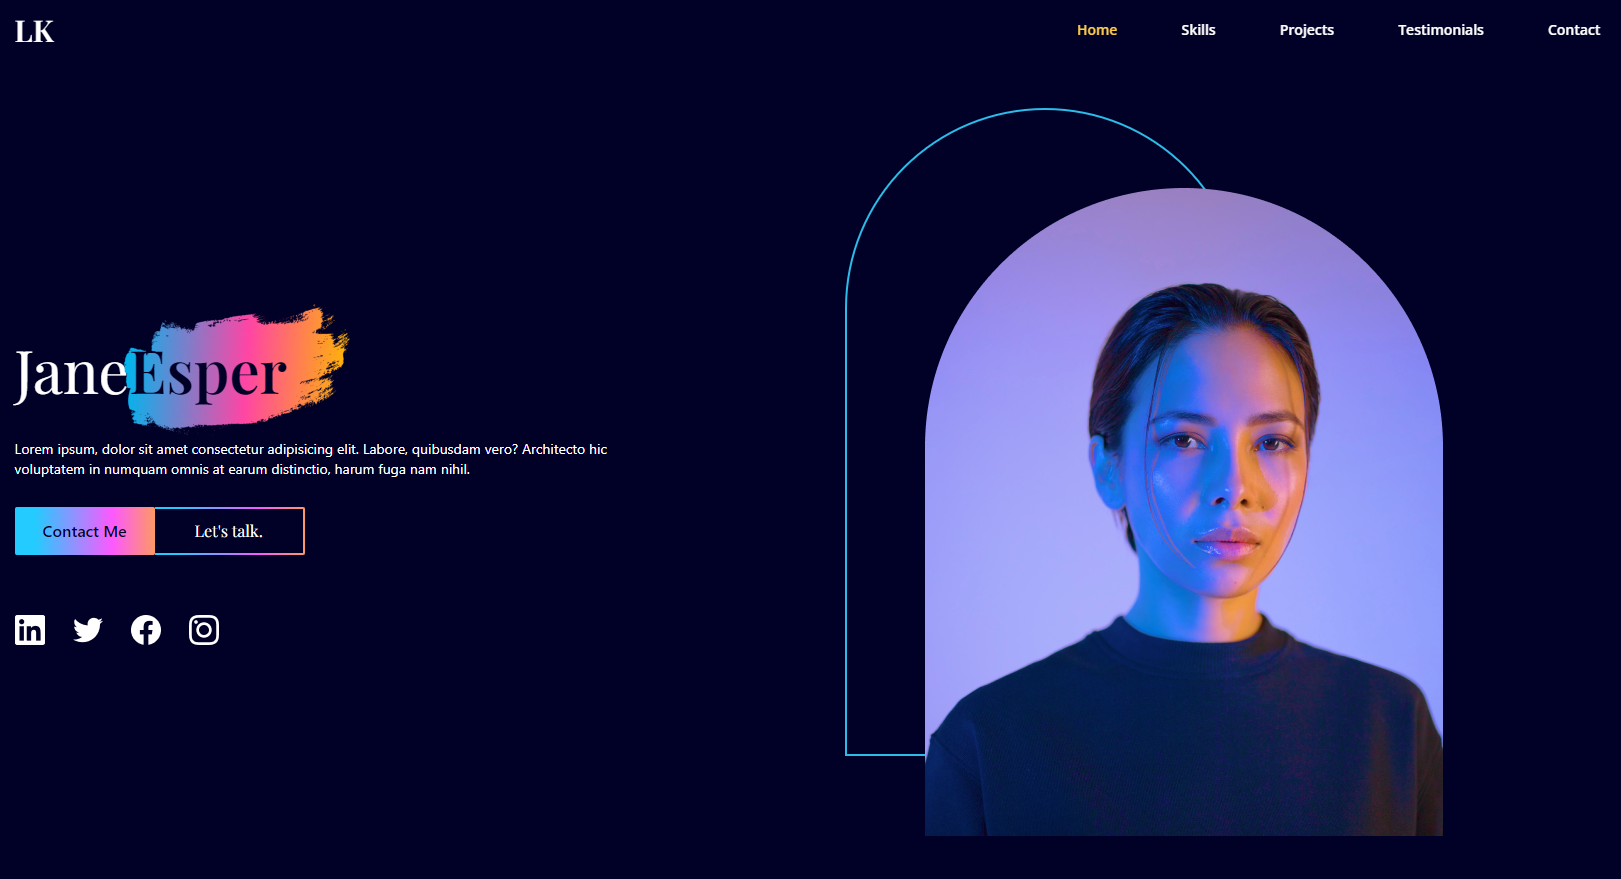 LK
Home Skills Projects Testimonials Contact
JaneEsper
Lorem ipsum, dolor sit amet consectetur adipisicing elit. Labore, quibusdam vero? Architecto hic
voluptatem in numquam omnis at earum distinctio, harum fuga nam nihil.
Contact Me Let's talk.
in